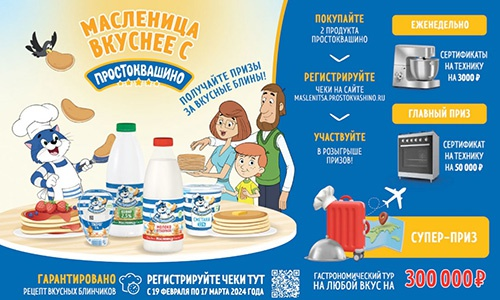 МАСЛЕНИЦА
ВКУСНЕЕ С
ПРОСТОКВАШИНО
ПОЛУЧАЙТЕ ПРИЗЫ
ЗА ВКУСНЫЕ БЛИНЫ!
ГАРАНТИРОВАНО
РЕЦЕПТ ВКУСНЫХ БЛИНЧИКОВ
РЕГИСТРИРУЙТЕ ЧЕКИ ТУТ
С 19 ФЕВРАЛЯ ПО 17 МАРТА 2024 ГОДА
ПОКУПАЙТЕ
2 ПРОДУКТА
ПРОСТОКВАШИНО
РЕГИСТРИРУЙТЕ
ЧЕКИ НА САЙТЕ
MASLENITSA.PROSTOKVASHINO.RU
УЧАСТВУЙТЕ
В РОЗЫГРЫШЕ
ПРИЗОВ!
ЕЖЕНЕДЕЛЬНО
СЕРТИФИКАТЫ
НА ТЕХНИКУ
НА 3000 ₽
ГЛАВНЫЙ ПРИЗ
СЕРТИФИКАТ
НА ТЕХНИКУ
НА 50 000 ₽
СУПЕР-ПРИЗ
ГАСТРОНОМИЧЕСКИЙ ТУР
НА ЛЮБОЙ ВКУС НА
300 000 ₽